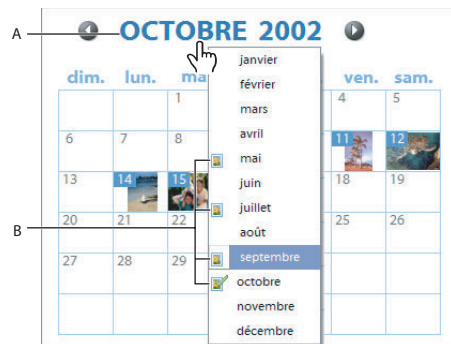 A
OCTOBRE 2002
dim. lun. ma ven. sam.
janvier
février
mars
avril
mai
juin
juillet
août
septembre
octobre
novembre
décembre
1 4 5
6 7 8 11 12
13 14 15 18 19
20 21 22 25 26
27 28 29
B